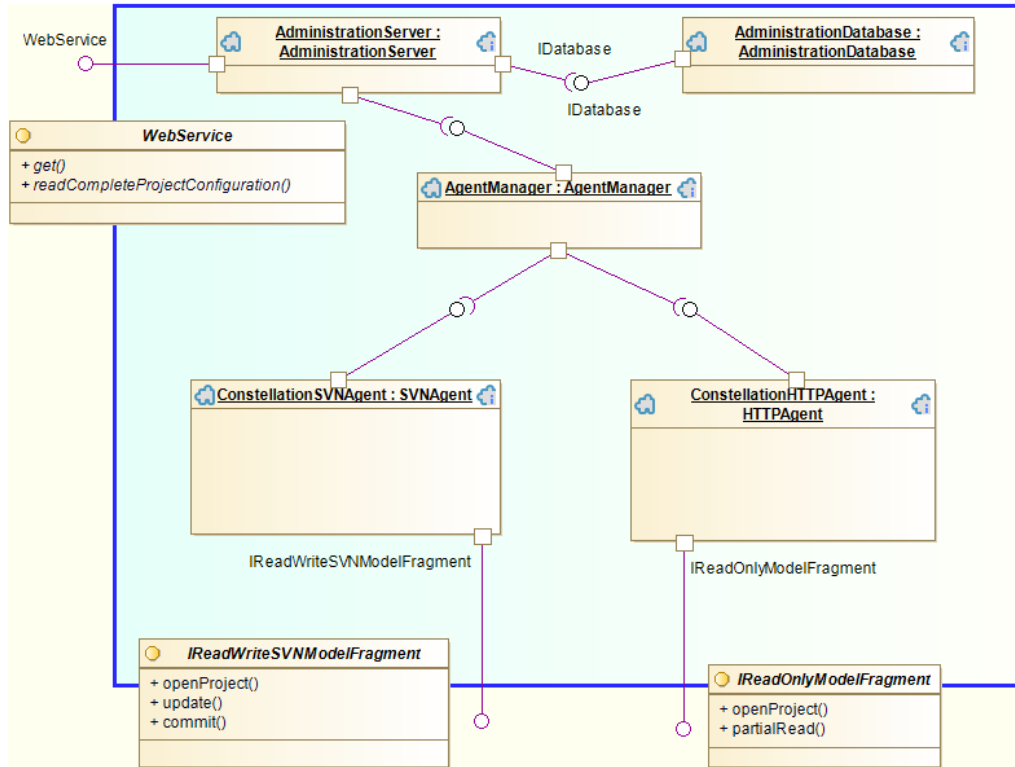 WebService
AdministrationServer :
AdministrationServer
IDatabase
IDatabase
AdministrationDatabase :
AdministrationDatabase
WebService
+ get()
+ readCompleteProjectConfiguration()
AgentManager : AgentManager
ConstellationSVNAgent : SVNAgent
ConstellationHTTPAgent :
HTTPAgent
IReadWriteSVNModelFragment
IReadOnlyModelFragment
IReadWriteSVNModelFragment
+ openProject()
+ update()
+ commit()
IReadOnlyModelFragment
+ openProject()
+ partialRead()